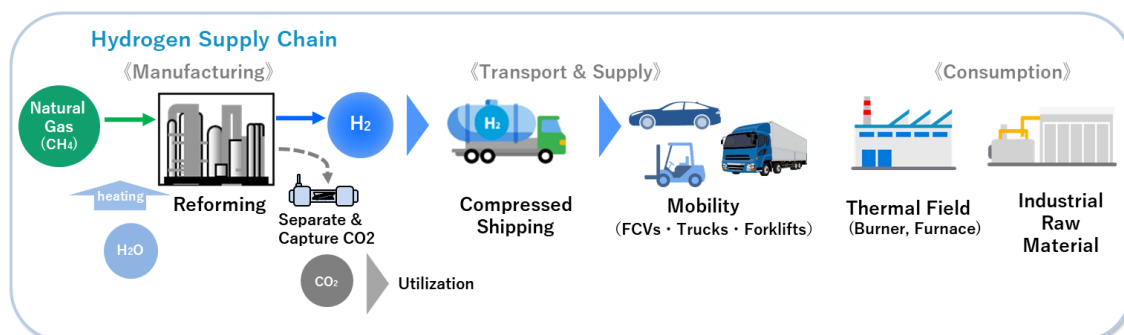 Hydrogen Supply Chain
《Manufacturing》
《Transport & Supply》
《Consumption》
Natural
Gas
(CH₄)
H₂
H₂
heating
Reforming
H₂O
Separate &
Capture CO2
CO₂
Utilization
Compressed
Shipping
Mobility
(FCVs・Trucks・Forklifts)
Thermal Field
(Burner, Furnace)
Industrial
Raw
Material